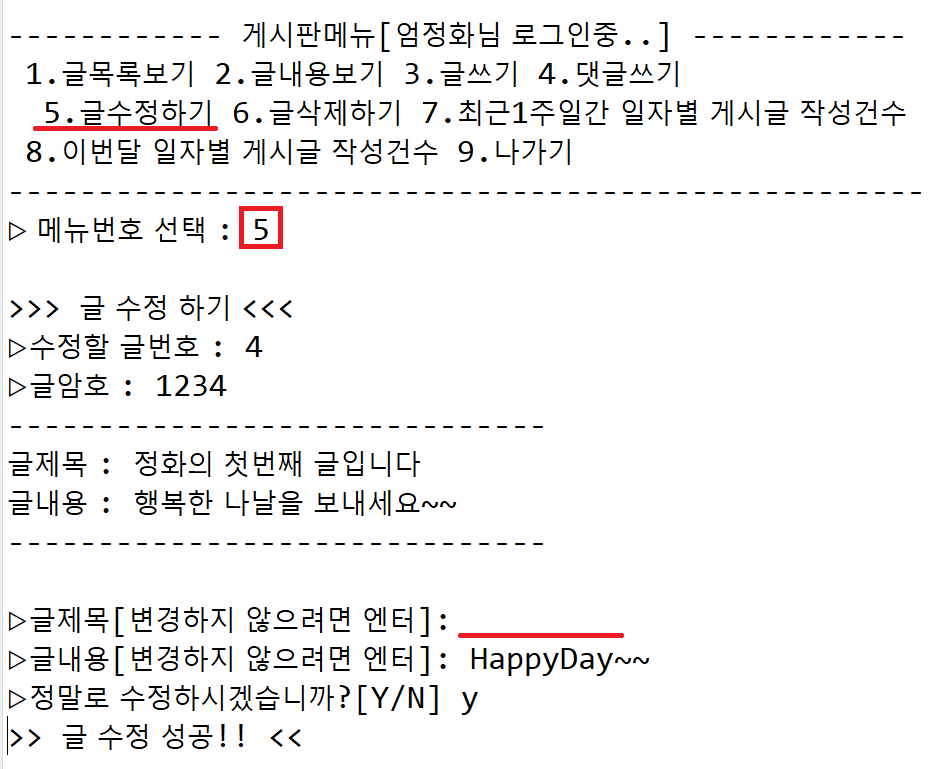 ------------ 게시판메뉴[엄정화님 로그인중..] ------------
1.글목록보기 2.글내용보기 3.글쓰기 4.댓글쓰기
5.글수정하기 6.글삭제하기 7.최근1주일간 일자별 게시글 작성건수
8.이번달 일자별 게시글 작성건수 9.나가기
---------------------------------------------------
▷ 메뉴번호 선택 : 5
>>> 글 수정 하기 <<<
▷수정할 글번호 : 4
▷글암호 : 1234
------------------------------
글제목 : 정화의 첫번째 글입니다
글내용 : 행복한 나날을 보내세요~~
------------------------------
▷글제목[변경하지 않으려면 엔터]:
▷글내용[변경하지 않으려면 엔터]: HappyDay~~
▷정말로 수정하시겠습니까?[Y/N] y
>> 글 수정 성공!! <<